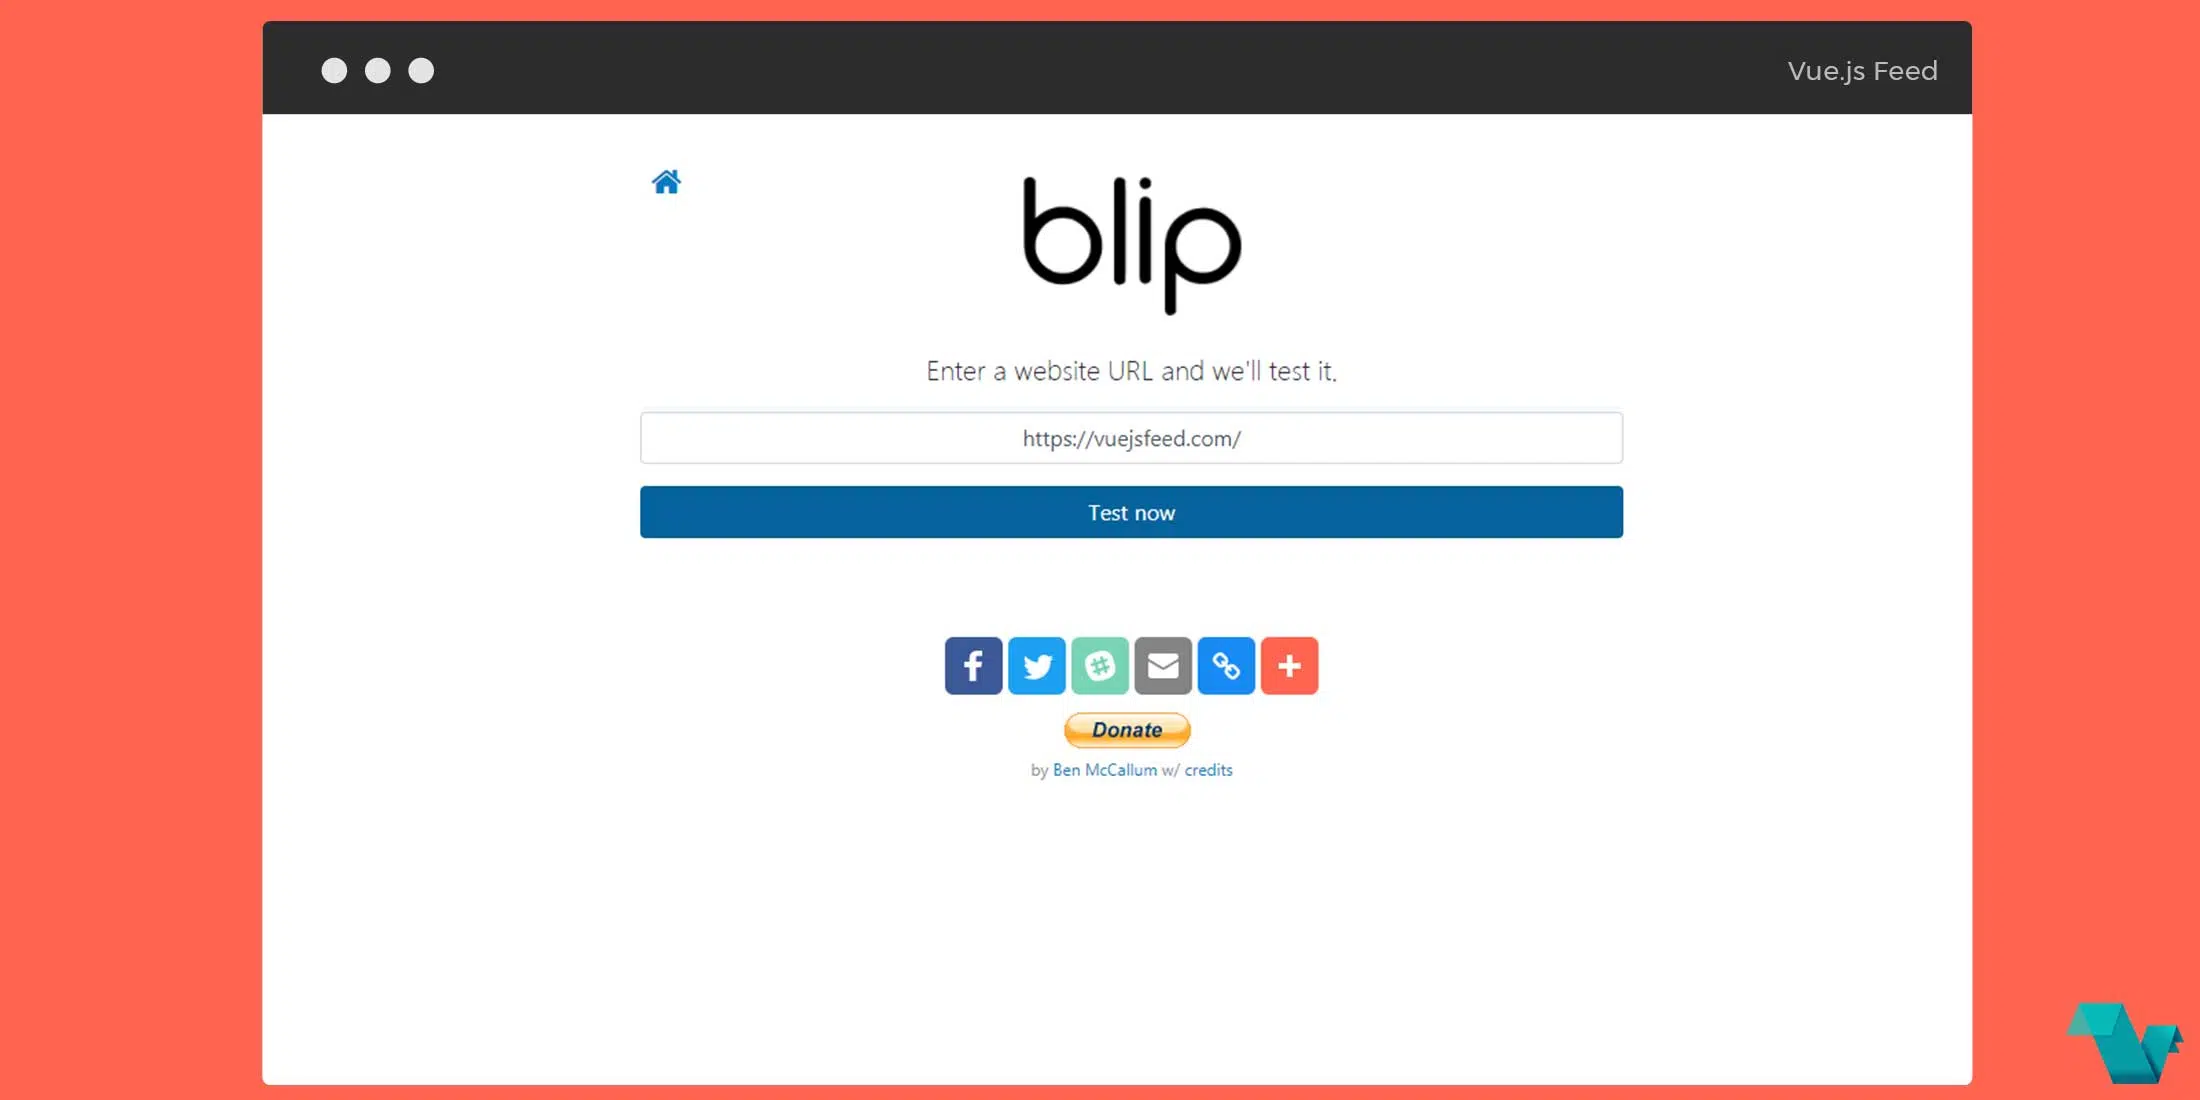 Vue.js Feed
blip
Enter a website URL and we'll test it.
https://vuejsfeed.com/
Test now
Donate
by Ben McCallum w/ credits